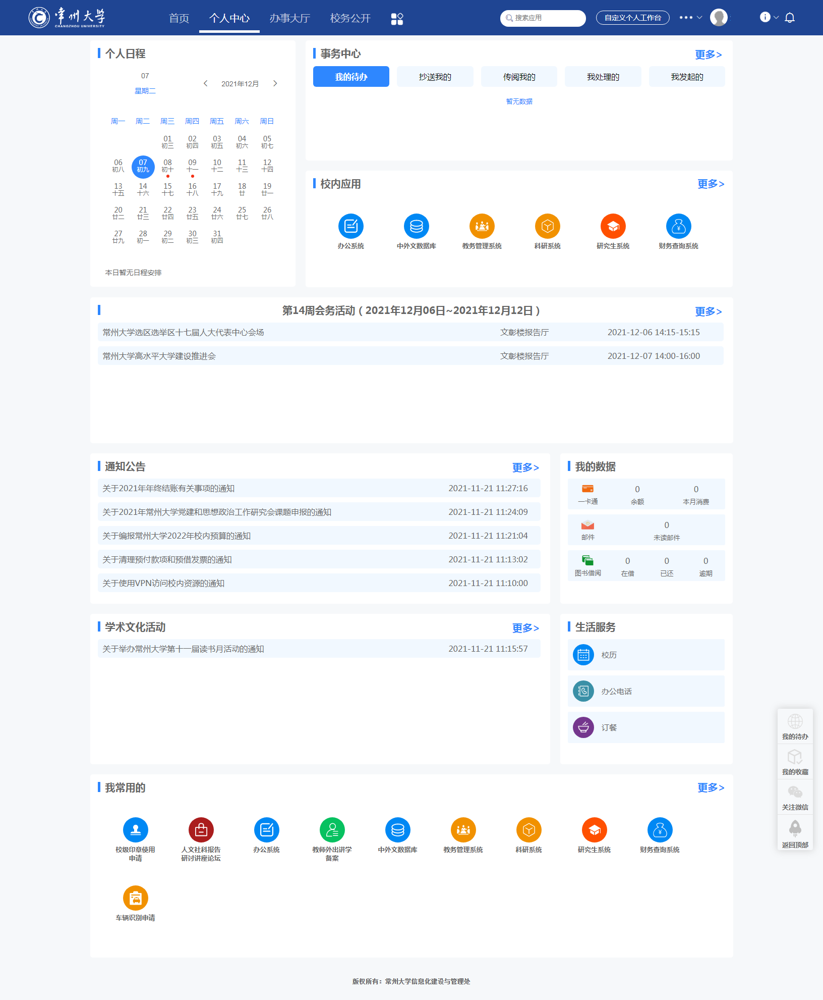 常州大学
CHANGZHOU UNIVERSITY
首页 个人中心 办事大厅 校务公开
搜索应用
自定义个人工作台
个人日程
07
星期二
2021年12月
周一 周二 周三 周四 周五 周六 周日
01 02 03 04 05
初三 初四 初五 初六 初七
06 07 08 09 10 11 12
初八 初九 初十 十一 十二 十三 十四
13 14 15 16 17 18 19
十五 十六 十七 十八 十九 廿 廿一
20 21 22 23 24 25 26
廿二 廿三 廿四 廿五 廿六 廿七 廿八
27 28 29 30 31
廿九 初一 初二 初三 初四
本日暂无日程安排
事务中心 更多>
我的待办 抄送我的 传阅我的 我处理的 我发起的
暂无数据
校内应用 更多>
办公系统 中外文数据库 教务管理系统 科研系统 研究生系统 财务查询系统
第14周会务活动（2021年12月06日~2021年12月12日） 更多>
常州大学选区选举区十七届人大代表中心会场 文彰楼报告厅 2021-12-06 14:15-15:15
常州大学高水平大学建设推进会 文彰楼报告厅 2021-12-07 14:00-16:00
通知公告 更多>
关于2021年年终结账有关事项的通知 2021-11-21 11:27:16
关于2021年常州大学党建和思想政治工作研究会课题申报的通知 2021-11-21 11:24:09
关于编报常州大学2022年校内预算的通知 2021-11-21 11:21:04
关于清理预付款项和预借发票的通知 2021-11-21 11:13:02
关于使用VPN访问校内资源的通知 2021-11-21 11:10:00
我的数据
0 0
一卡通 余额 本月消费
0
邮件 未读邮件
0 0 0
图书借阅 在借 已还 逾期
学术文化活动 更多>
关于举办常州大学第十一届读书月活动的通知 2021-11-21 11:15:57
生活服务
校历
办公电话
订餐
我的待办
我的收藏
关注微信
返回顶部
我常用的 更多>
校级印章使用 人文社科报告 办公系统 教师外出讲学 中外文数据库 教务管理系统 科研系统 研究生系统 财务查询系统
申请 研讨讲座论坛 备案
车辆识别申请
版权所有：常州大学信息化建设与管理处